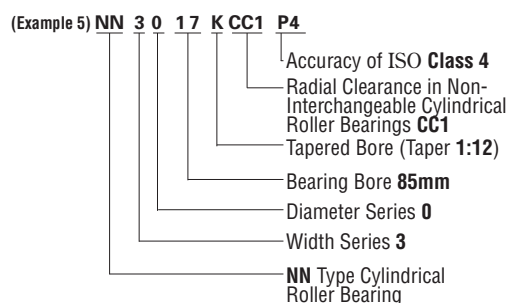 (Example 5) NN 3 0 17 K CC1 P4
Accuracy of ISO Class 4
Radial Clearance in Non-
Interchangeable Cylindrical
Roller Bearings CC1
Tapered Bore (Taper 1:12)
Bearing Bore 85mm
Diameter Series 0
Width Series 3
NN Type Cylindrical
Roller Bearing